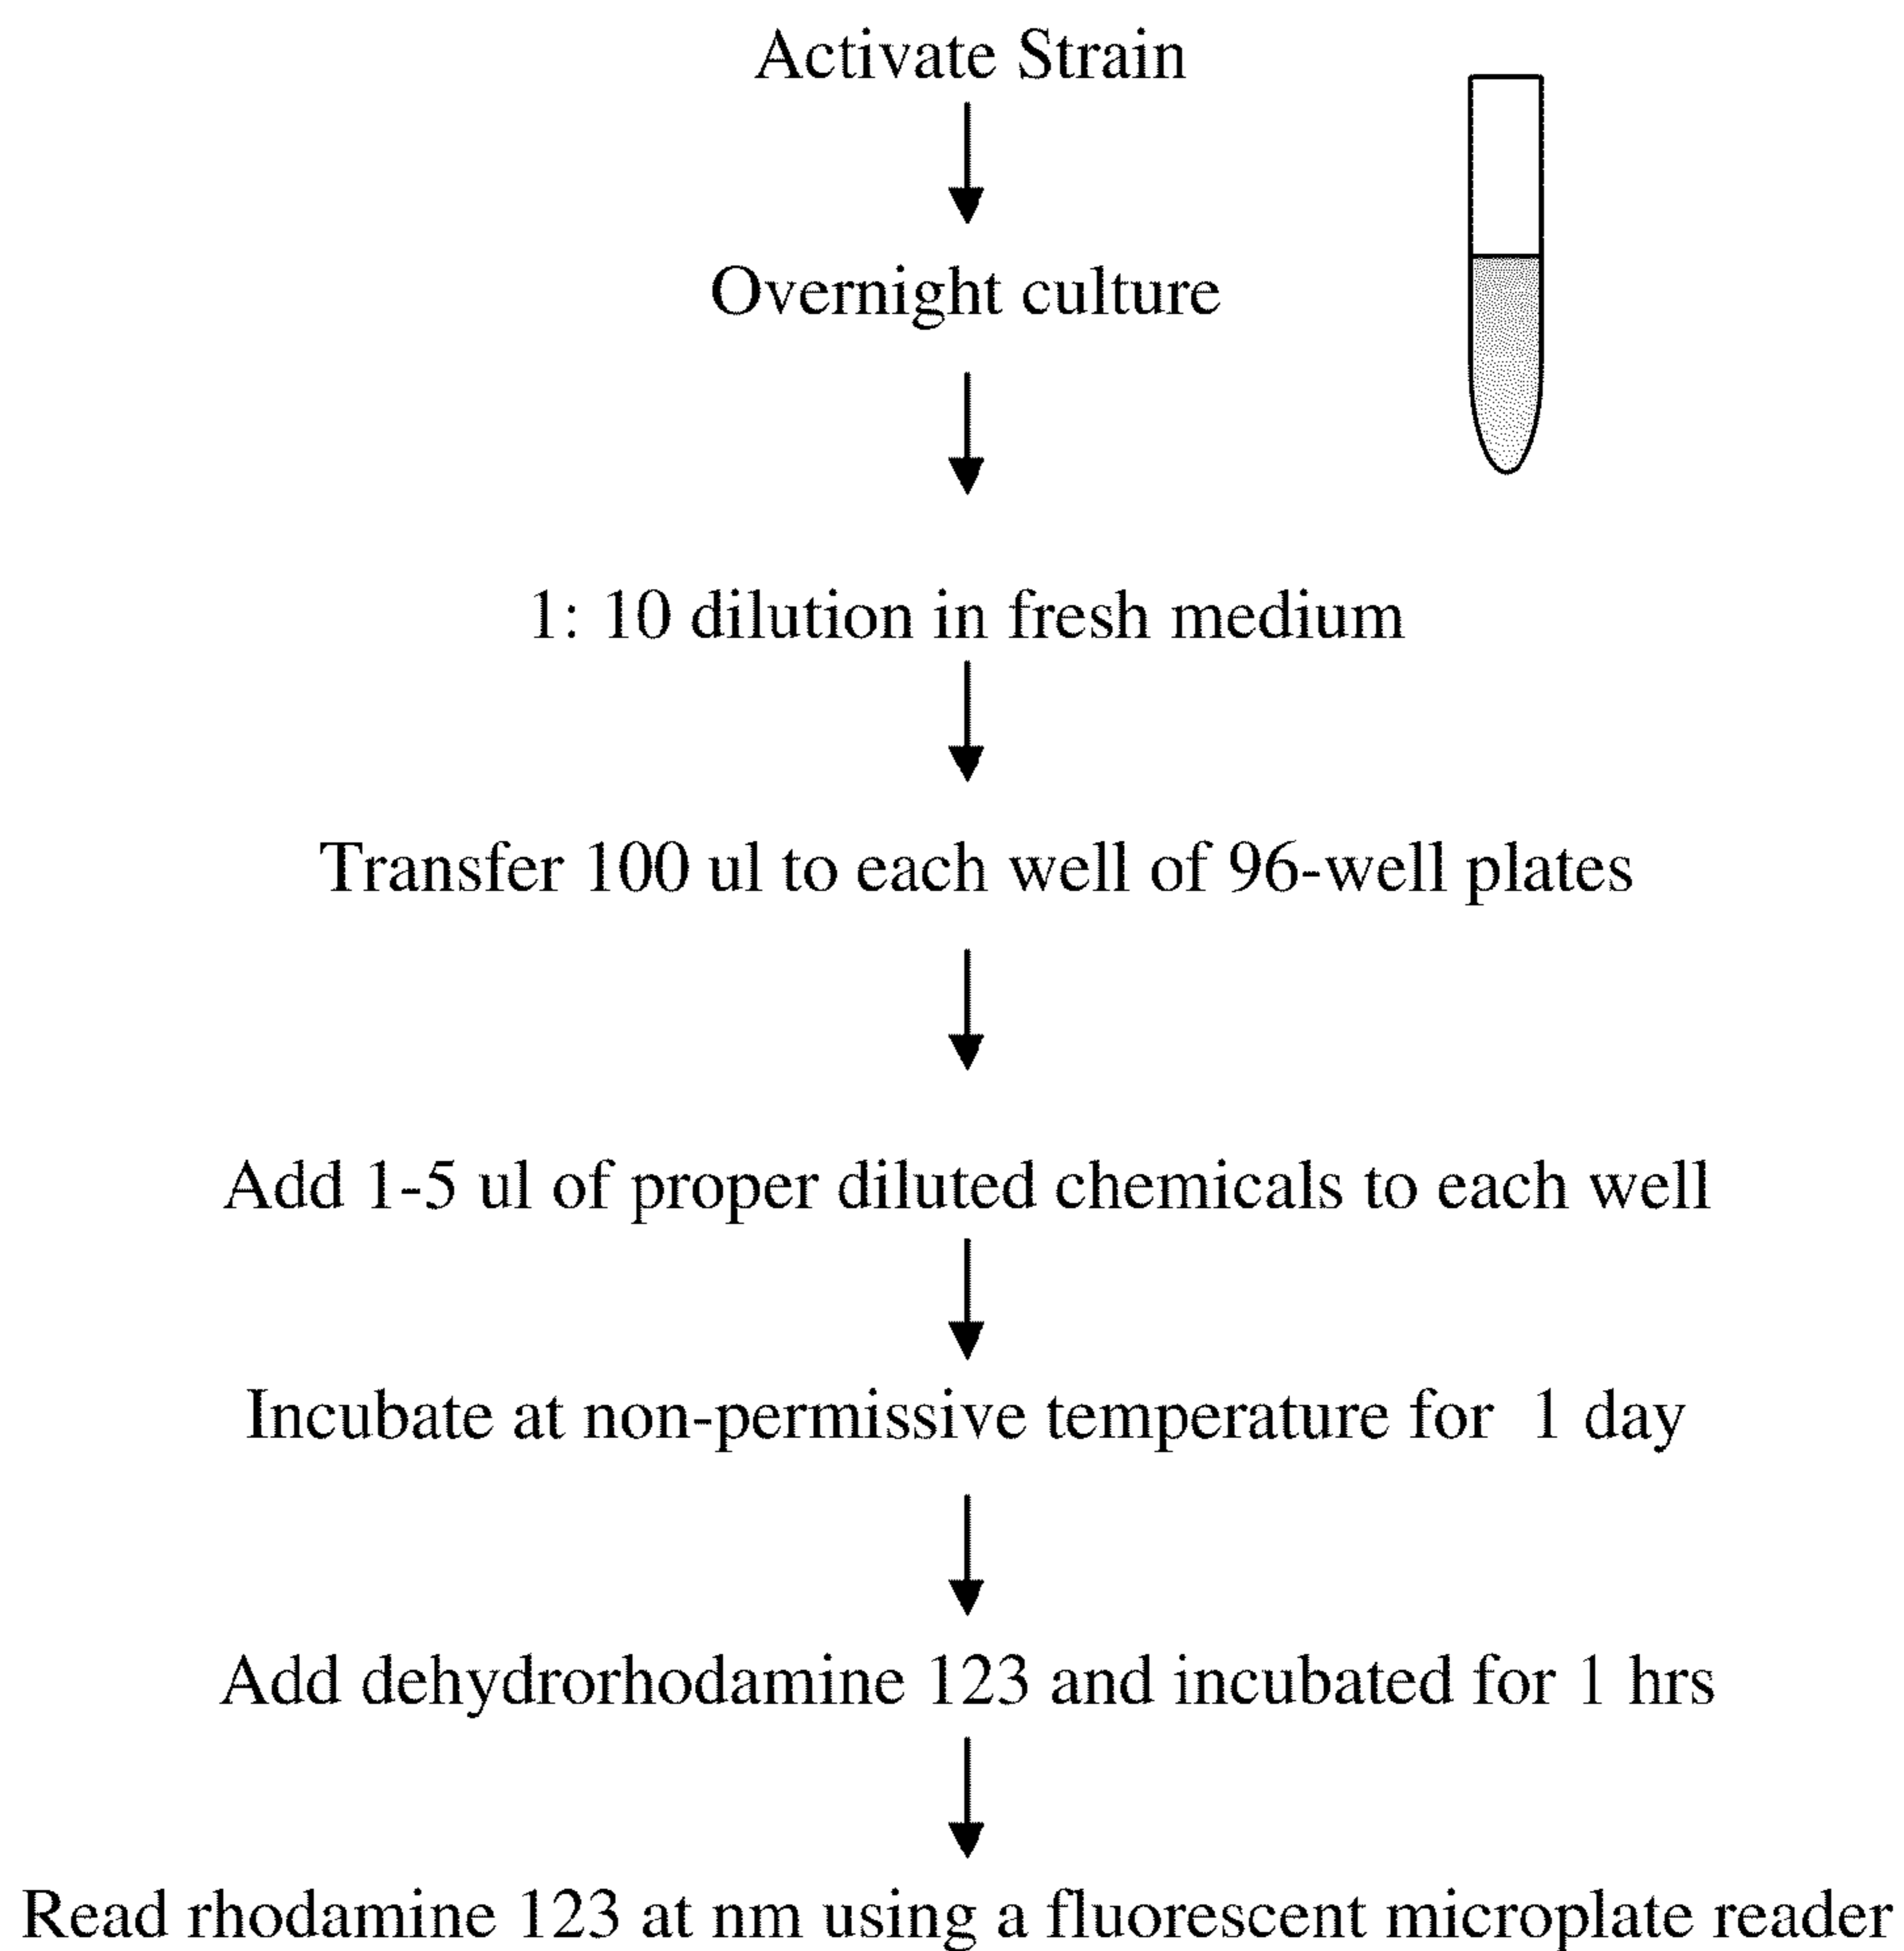 Activate Strain
Overnight culture
1: 10 dilution in fresh medium
Transfer 100 ul to each well of 96-well plates
Add 1-5 ul of proper diluted chemicals to each well
Incubate at non-permissive temperature for 1 day
Add dehydrorhodamine 123 and incubated for 1 hrs
Read rhodamine 123 at nm using a fluorescent microplate reader